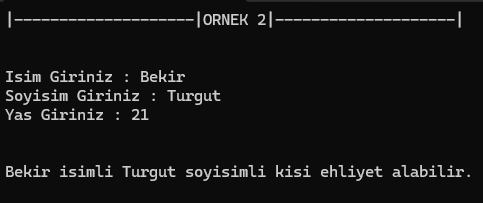 |--------------------|ORNEK 2|--------------------|
Isim Giriniz : Bekir
Soyisim Giriniz : Turgut
Yas Giriniz : 21
Bekir isimli Turgut soyisimli kisi ehliyet alabilir.